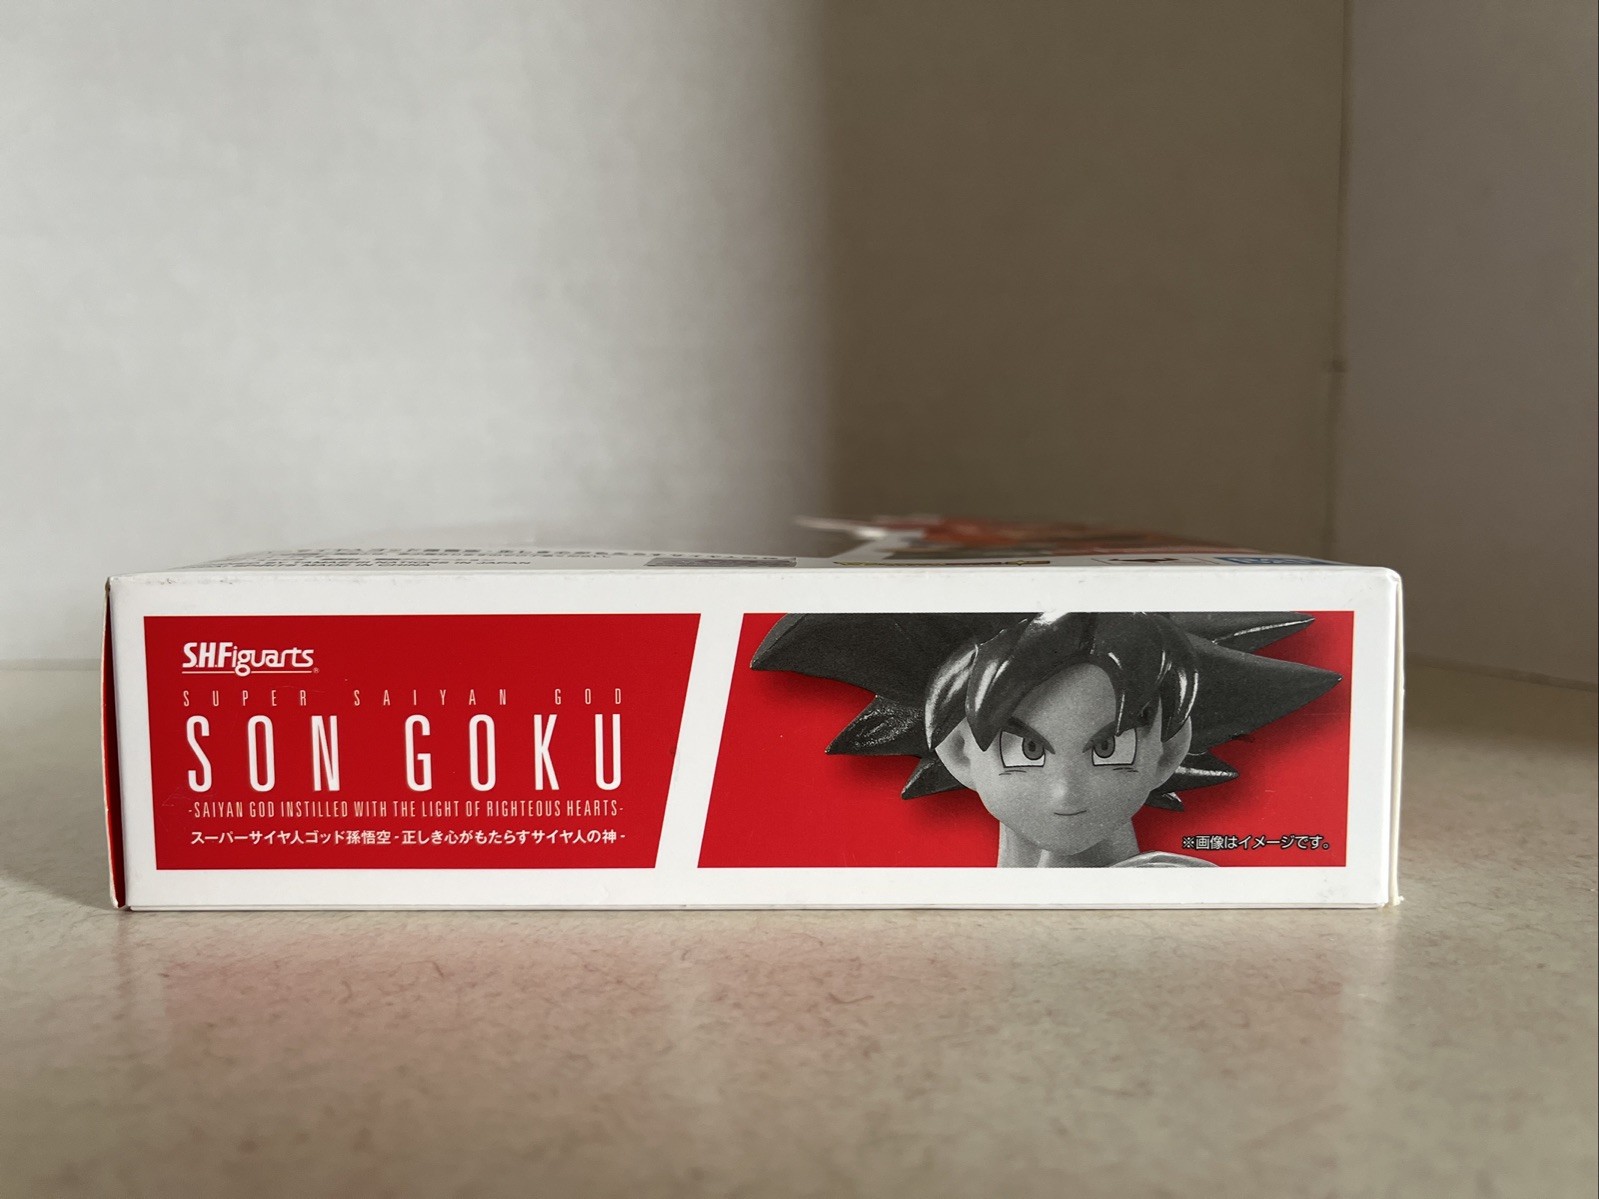 S.H.Figuarts
SUPER SAIYAN GOD
SON GOKU
-SAIYAN GOD INSTILLED WITH THE LIGHT OF RIGHTEOUS HEARTS-
スーパーサイヤ人ゴッド孫悟空 - 正しき心がもたらすサイヤ人の神 -
※画像はイメージです。